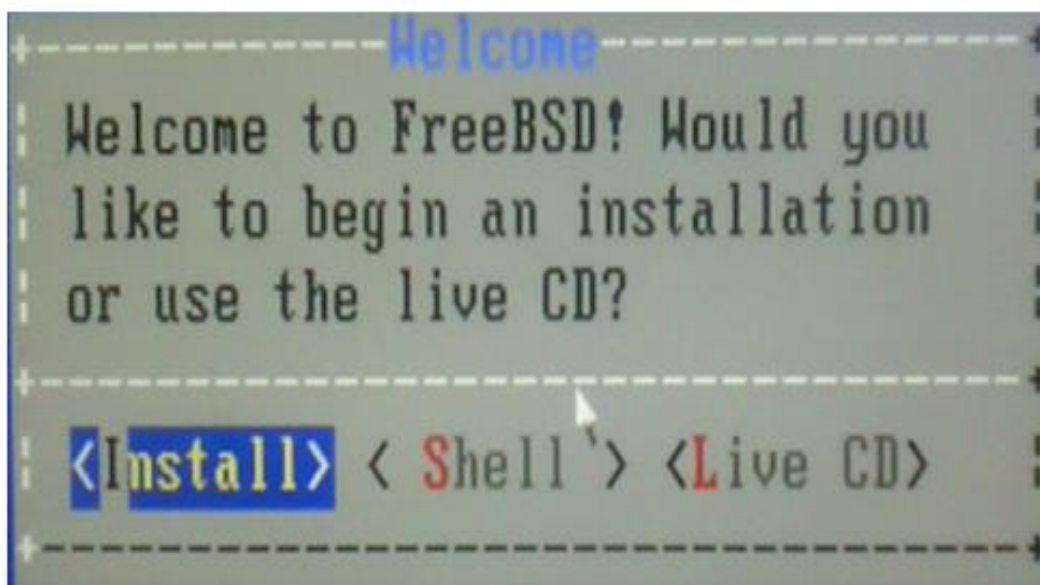 Welcome
Welcome to FreeBSD! Would you
like to begin an installation
or use the live CD?
<Install> < Shell > <Live CD>